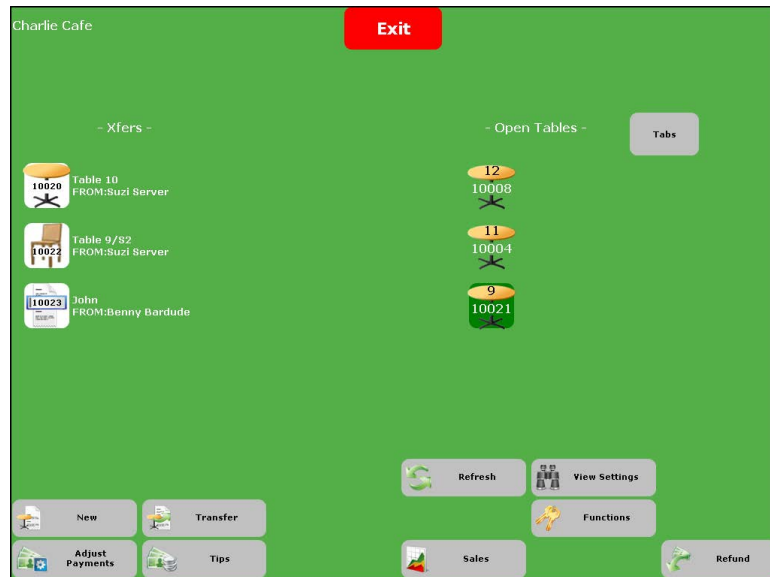 Charlie Cafe
Exit
- Xfers -
- Open Tables -
Tabs
10020
Table 10
FROM:Suzi Server
12
10008
10022
Table 9/S2
FROM:Suzi Server
11
10004
10023
John
FROM:Benny Bardude
9
10021
Refresh
View Settings
New
Transfer
Functions
Adjust
Payments
Tips
Sales
Refund